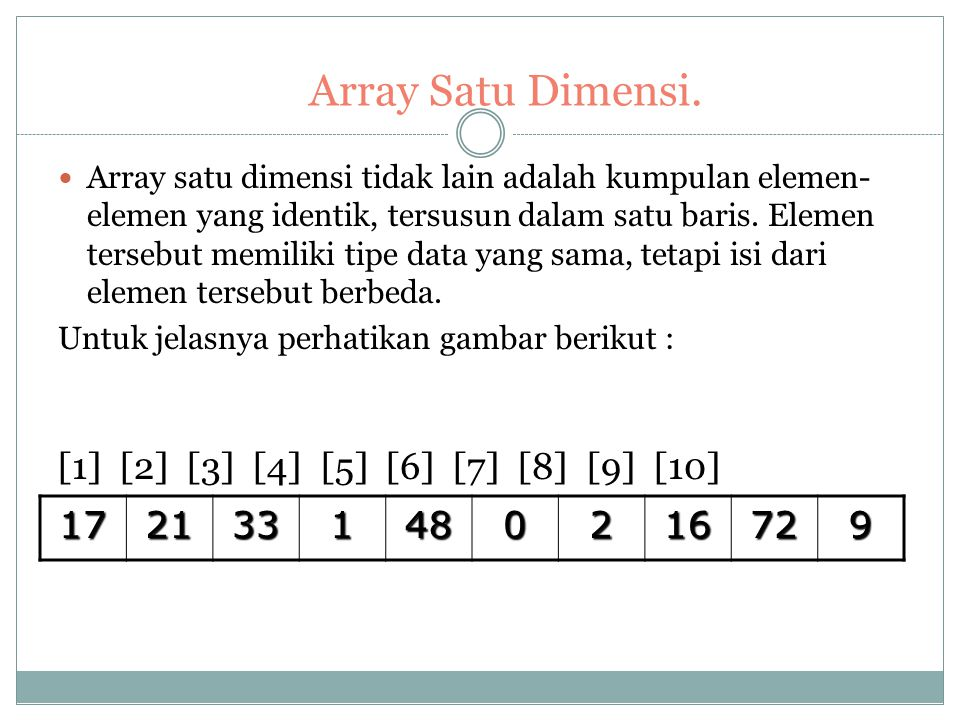 Array Satu Dimensi.
Array satu dimensi tidak lain adalah kumpulan elemen-
elemen yang identik, tersusun dalam satu baris. Elemen
tersebut memiliki tipe data yang sama, tetapi isi dari
elemen tersebut berbeda.
Untuk jelasnya perhatikan gambar berikut :
[1] [2] [3] [4] [5] [6] [7] [8] [9] [10]
17 21 33 1 48 0 2 16 72 9